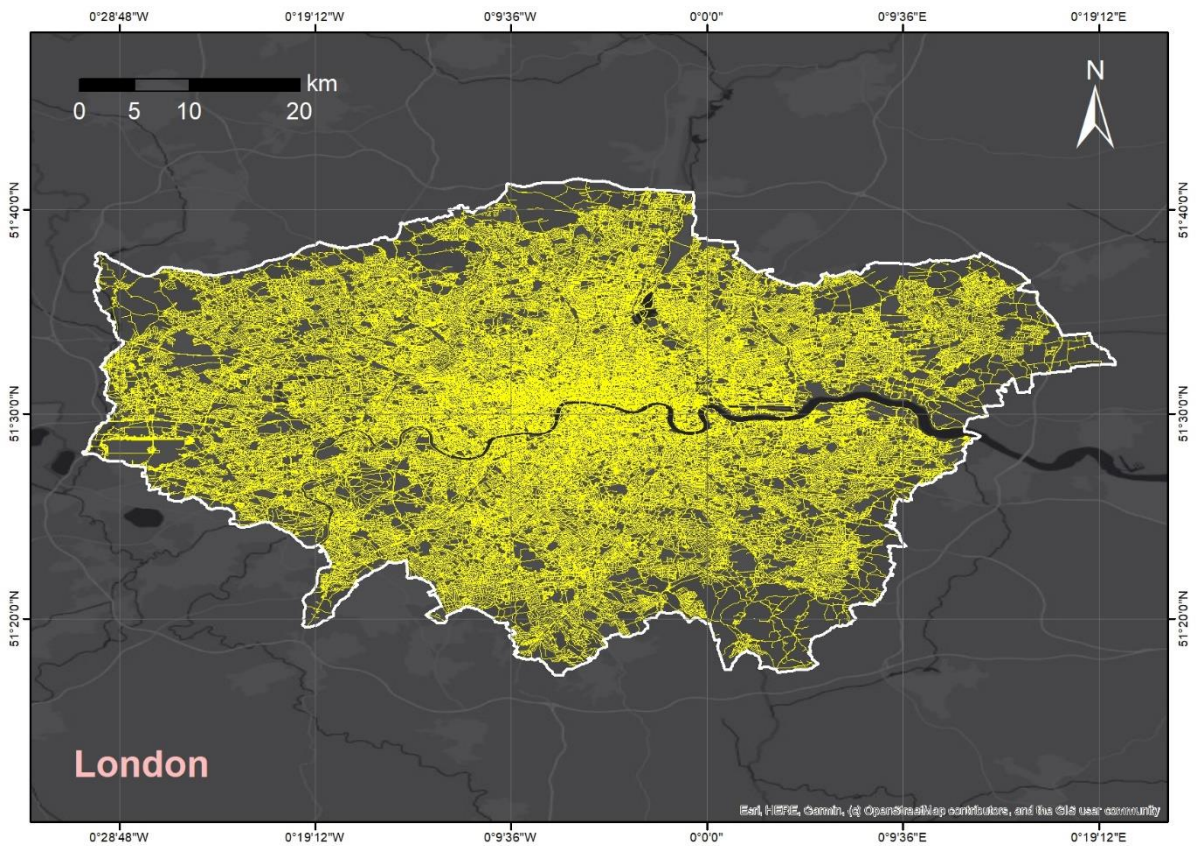 0°28'48"W 0°19'12"W 0°9'36"W 0°0'0" 0°9'36"E 0°19'12"E
km
0 5 10 20
N
51°40'0"N 51°40'0"N
51°30'0"N 51°30'0"N
51°20'0"N 51°20'0"N
London
Esri, HERE, Garmin, (c) OpenStreetMap contributors, and the GIS user community
0°28'48"W 0°19'12"W 0°9'36"W 0°0'0" 0°9'36"E 0°19'12"E